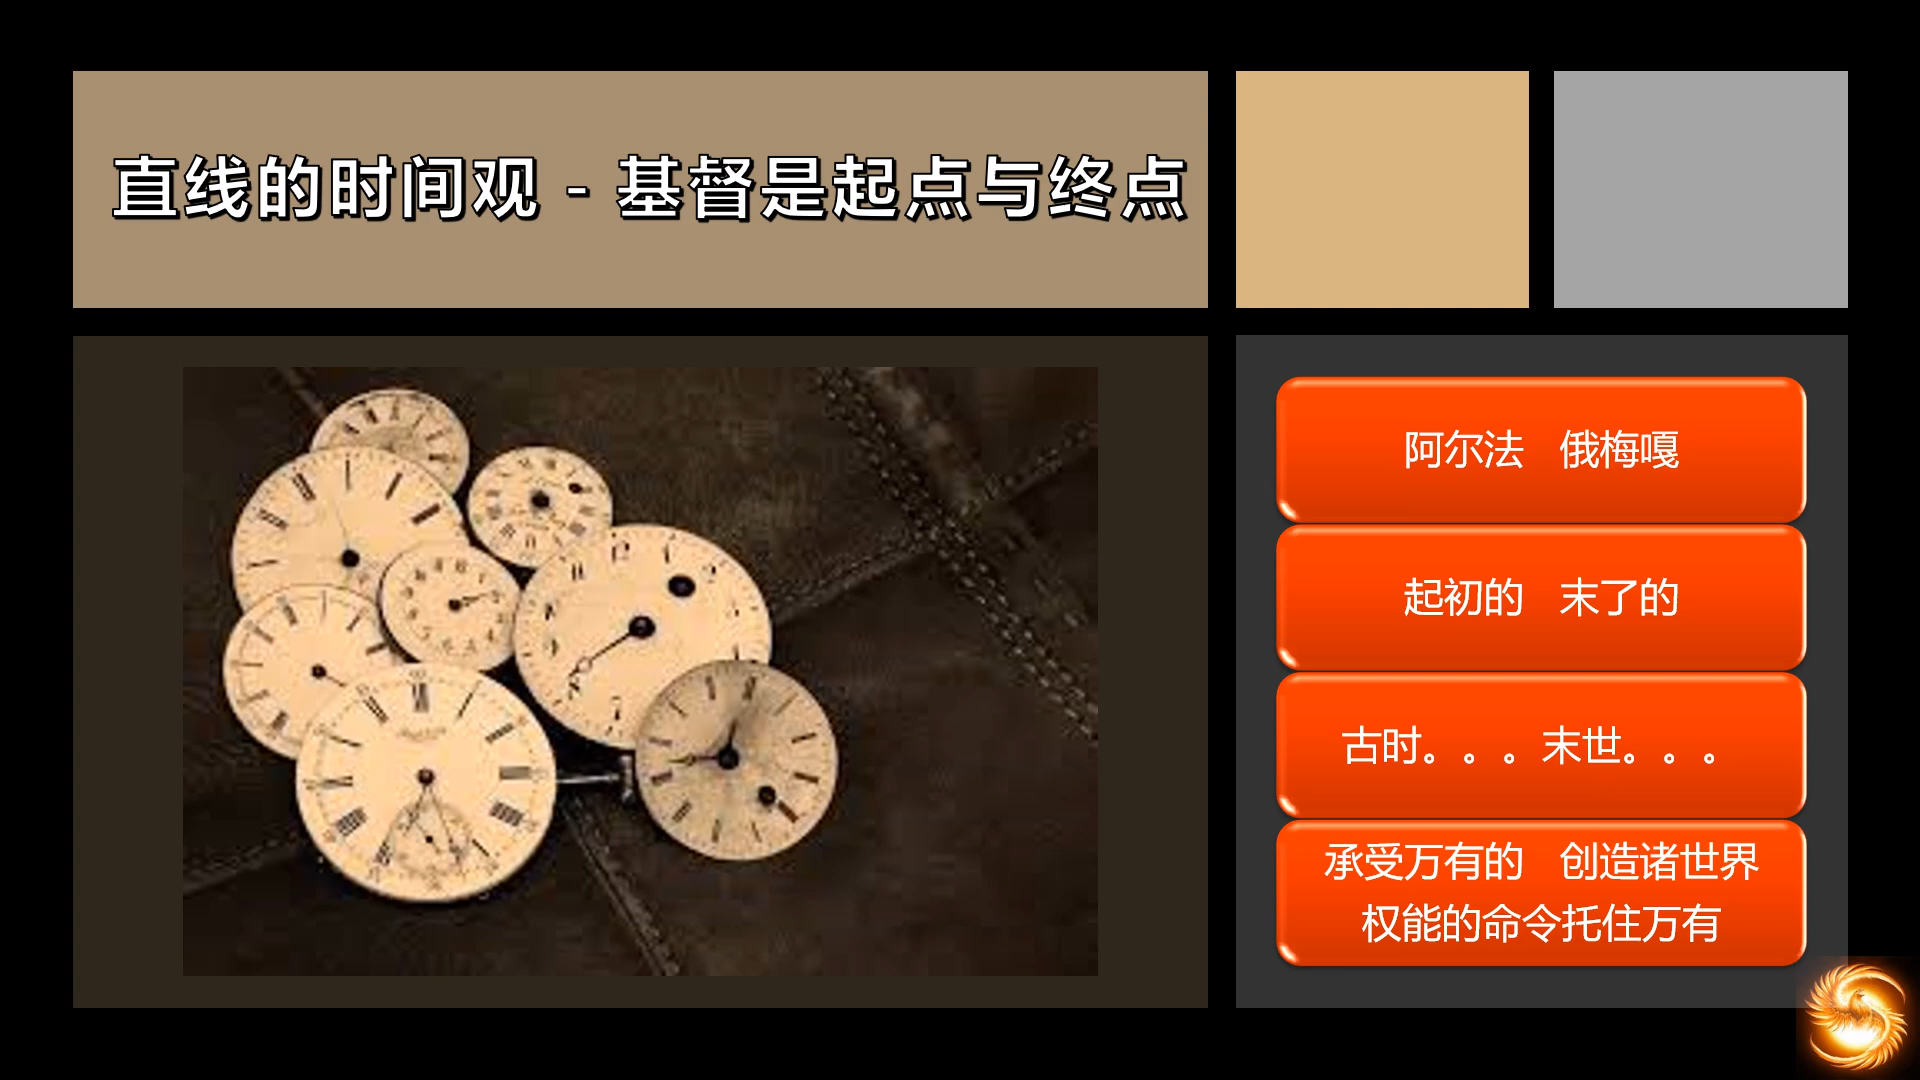 直线的时间观 - 基督是起点与终点
阿尔法　俄梅嘎
起初的　末了的
古时。。。末世。。。
承受万有的　创造诸世界
权能的命令托住万有